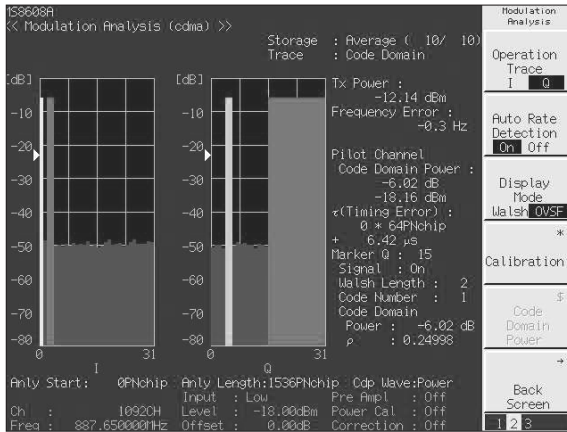 MS8608A
<< Modulation Analysis (cdma) >>
Storage : Average ( 10/ 10)
Trace : Code Domain
[dB]
-10
-20
-30
-40
-50
-60
-70
-80
0 31
I
[dB]
-10
-20
-30
-40
-50
-60
-70
-80
0 31
Q
Tx Power :
-12.14 dBm
Frequency Error :
-0.3 Hz
Pilot Channel
Code Domain Power :
-6.02 dB
-18.16 dBm
τ(Timing Error) :
0 * 64PNchip
+ 6.42 μs
Marker Q : 15
Signal : On
Walsh Length : 2
Code Number : 1
Code Domain
Power : -6.02 dB
ρ : 0.24998
Anly Start: 0PNchip Anly Length:1536PNchip Cdp Wave:Power
Input : Low Pre Ampl : Off
Ch : 1092CH Level : -18.00dBm Power Cal : Off
Freq : 887.650000MHz Offset : 0.00dB Correction : Off
Modulation
Analysis
Operation
Trace
I Q
Auto Rate
Detection
On Off
Display
Mode
Walsh OVSF
*
Calibration
$
Code
Domain
Power
→
Back
Screen
1 2 3